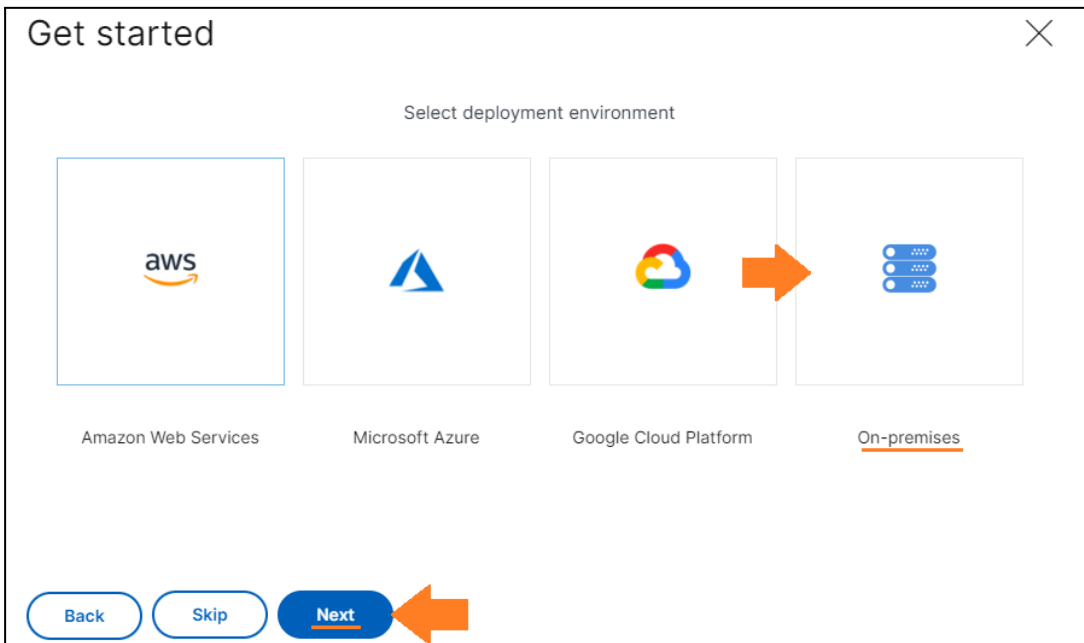 Get started
Select deployment environment
aws
Amazon Web Services
Microsoft Azure
Google Cloud Platform
On-premises
Back
Skip
Next